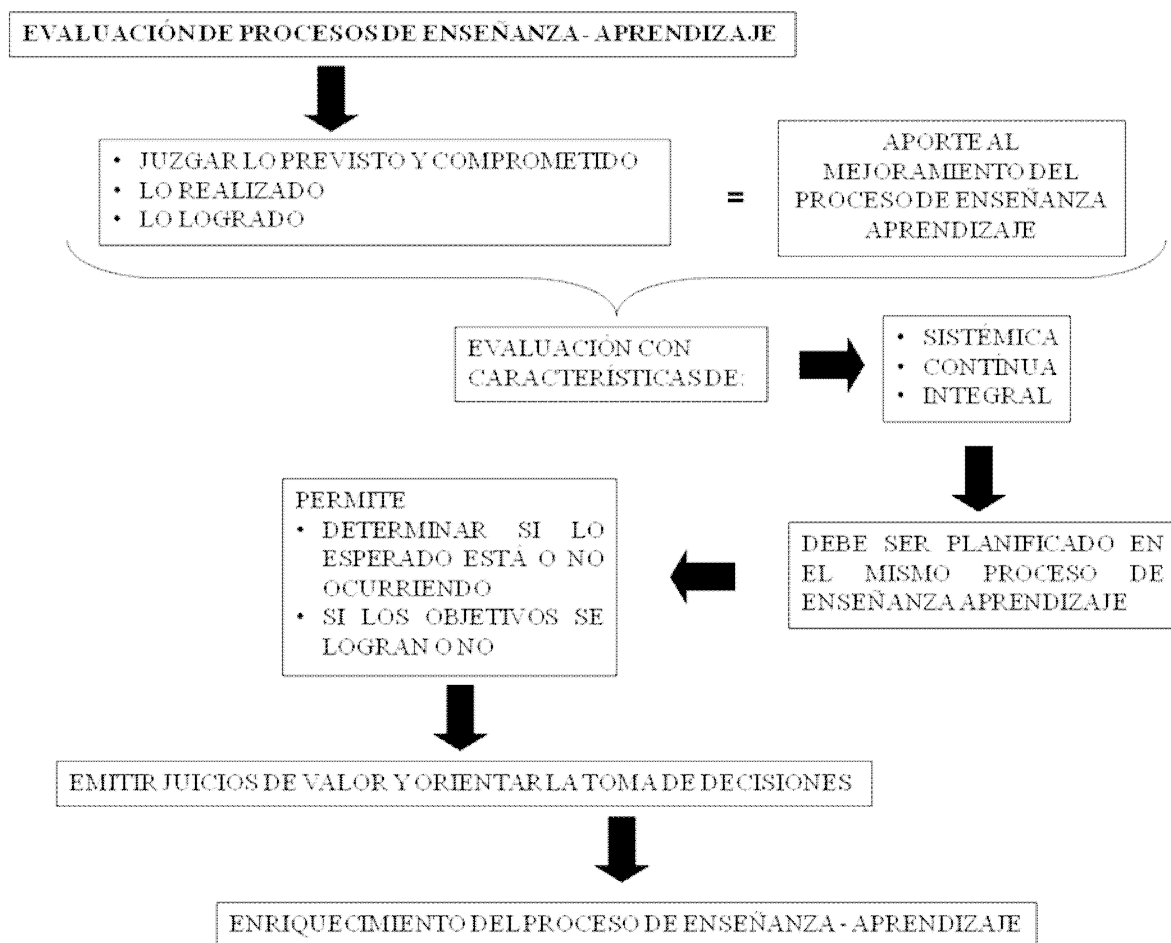 EVALUACIÓN DE PROCESOS DE ENSEÑANZA - APRENDIZAJE
• JUZGAR LO PREVISTO Y COMPROMETIDO
• LO REALIZADO
• LO LOGRADO
=
APORTE AL
MEJORAMIENTO DEL
PROCESO DE ENSEÑANZA
APRENDIZAJE
EVALUACIÓN CON
CARACTERÍSTICAS DE:
• SISTÉMICA
• CONTÍNUA
• INTEGRAL
DEBE SER PLANIFICADO EN
EL MISMO PROCESO DE
ENSEÑANZA APRENDIZAJE
PERMITE
• DETERMINAR SI LO
ESPERADO ESTÁ O NO
OCURRIENDO
• SI LOS OBJETIVOS SE
LOGRAN O NO
EMITIR JUICIOS DE VALOR Y ORIENTAR LA TOMA DE DECISIONES
ENRIQUECIMIENTO DEL PROCESO DE ENSEÑANZA - APRENDIZAJE